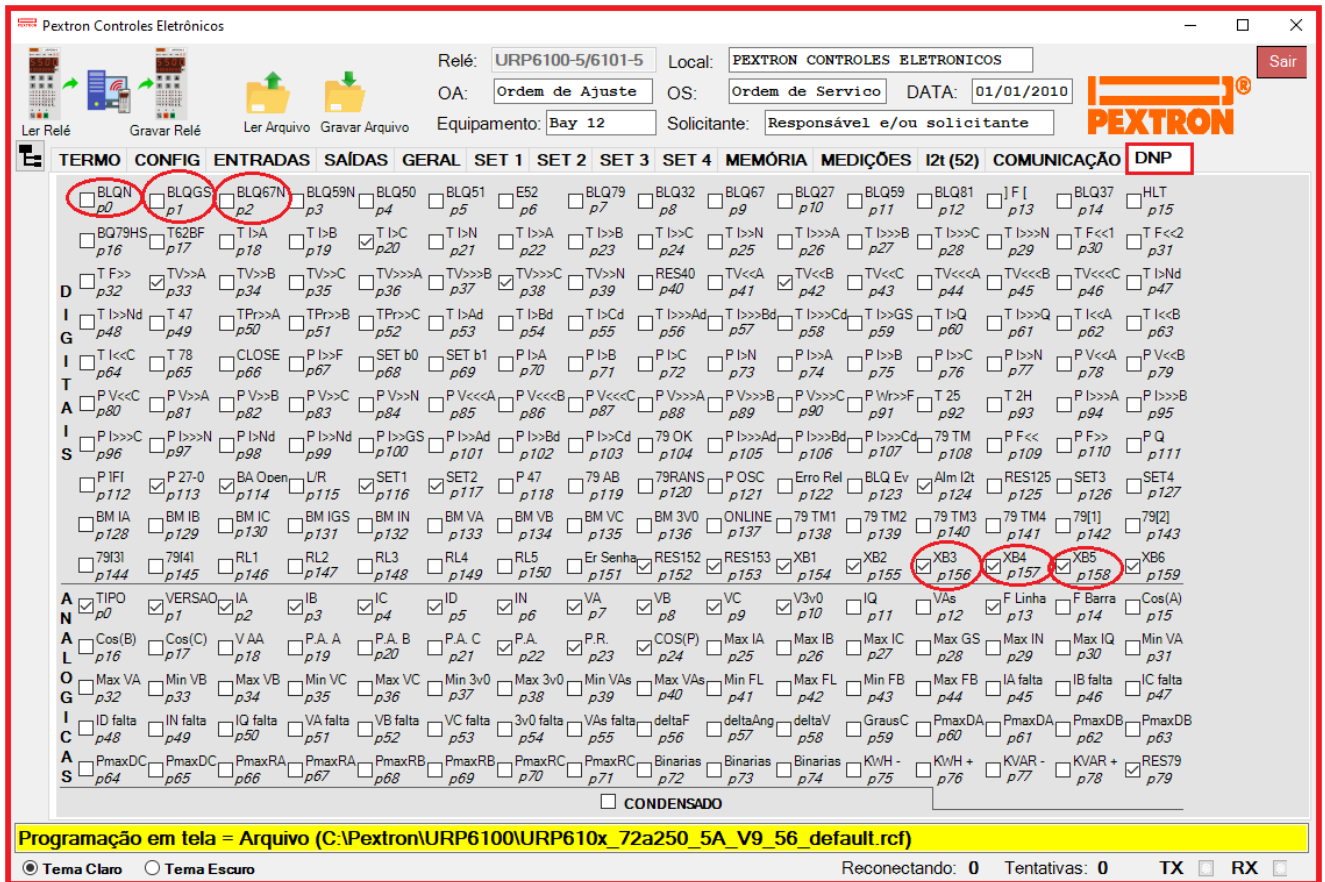 PEXTRON Pextron Controles Eletrônicos
Relé: URP6100-5/6101-5 Local: PEXTRON CONTROLES ELETRONICOS Sair
OA: Ordem de Ajuste OS: Ordem de Servico DATA: 01/01/2010
Ler Relé Gravar Relé Ler Arquivo Gravar Arquivo Equipamento: Bay 12 Solicitante: Responsável e/ou solicitante PEXTRON ®
TERMO CONFIG ENTRADAS SAÍDAS GERAL SET 1 SET 2 SET 3 SET 4 MEMÓRIA MEDIÇÕES I2t (52) COMUNICAÇÃO DNP
DIGITAIS
BLQN BLQGS BLQ67N BLQ59N BLQ50 BLQ51 E52 BLQ79 BLQ32 BLQ67 BLQ27 BLQ59 BLQ81 ] F [ BLQ37 HLT
p0 p1 p2 p3 p4 p5 p6 p7 p8 p9 p10 p11 p12 p13 p14 p15
BQ79HS T62BF T I>A T I>B T I>C T I>N T I>>A T I>>B T I>>C T I>>N T I>>>A T I>>>B T I>>>C T I>>>N T F<<1 T F<<2
p16 p17 p18 p19 p20 p21 p22 p23 p24 p25 p26 p27 p28 p29 p30 p31
T F>> TV>>A TV>>B TV>>C TV>>>A TV>>>B TV>>>C TV>>N RES40 TV<<A TV<<B TV<<C TV<<<A TV<<<B TV<<<C T I>Nd
p32 p33 p34 p35 p36 p37 p38 p39 p40 p41 p42 p43 p44 p45 p46 p47
T I>>Nd T 47 TPr>>A TPr>>B TPr>>C T I>Ad T I>Bd T I>Cd T I>>>Ad T I>>>Bd T I>>>Cd T I>>GS T I>Q T I>>>Q T I<<A T I<<B
p48 p49 p50 p51 p52 p53 p54 p55 p56 p57 p58 p59 p60 p61 p62 p63
T I<<C T 78 CLOSE P I>>F SET b0 SET b1 P I>A P I>B P I>C P I>N P I>>A P I>>B P I>>C P I>>N P V<<A P V<<B
p64 p65 p66 p67 p68 p69 p70 p71 p72 p73 p74 p75 p76 p77 p78 p79
P V<<C P V>>A P V>>B P V>>C P V>>N P V<<<A P V<<<B P V<<<C P V>>>A P V>>>B P V>>>C P Wr>>F T 25 T 2H P I>>>A P I>>>B
p80 p81 p82 p83 p84 p85 p86 p87 p88 p89 p90 p91 p92 p93 p94 p95
P I>>>C P I>>>N P I>Nd P I>>Nd P I>>GS P I>>Ad P I>>Bd P I>>Cd 79 OK P I>>>Ad P I>>>Bd P I>>>Cd 79 TM P F<< P F>> P Q
p96 p97 p98 p99 p100 p101 p102 p103 p104 p105 p106 p107 p108 p109 p110 p111
P 27-0 BA Open L/R SET1 SET2 P 47 79 AB 79RANS P OSC Erro Rel BLQ Ev Alm I2t RES125 SET3 SET4
p112 p113 p114 p115 p116 p117 p118 p119 p120 p121 p122 p123 p124 p125 p126 p127
BM IA BM IB BM IC BM IGS BM IN BM VA BM VB BM VC BM 3V0 ONLINE 79 TM1 79 TM2 79 TM3 79 TM4 79[1] 79[2]
p128 p129 p130 p131 p132 p133 p134 p135 p136 p137 p138 p139 p140 p141 p142 p143
79[3] 79[4] RL1 RL2 RL3 RL4 RL5 Er Senha RES152 RES153 XB1 XB2 XB3 XB4 XB5 XB6
p144 p145 p146 p147 p148 p149 p150 p151 p152 p153 p154 p155 p156 p157 p158 p159
ANALOGICAS
TIPO VERSAO IA IB IC ID IN VA VB VC V3v0 IQ VAs F Linha F Barra Cos(A)
p0 p1 p2 p3 p4 p5 p6 p7 p8 p9 p10 p11 p12 p13 p14 p15
Cos(B) Cos(C) V AA P.A. A P.A. B P.A. C P.A. P.R. COS(P) Max IA Max IB Max IC Max GS Max IN Max IQ Min VA
p16 p17 p18 p19 p20 p21 p22 p23 p24 p25 p26 p27 p28 p29 p30 p31
Max VA Min VB Max VB Min VC Max VC Min 3v0 Max 3v0 Min VAs Max VAs Min FL Max FL Min FB Max FB IA falta IB falta IC falta
p32 p33 p34 p35 p36 p37 p38 p39 p40 p41 p42 p43 p44 p45 p46 p47
ID falta IN falta IQ falta VA falta VB falta VC falta 3v0 falta VAs falta deltaF deltaAng deltaV GrausC PmaxDA PmaxDA PmaxDB PmaxDB
p48 p49 p50 p51 p52 p53 p54 p55 p56 p57 p58 p59 p60 p61 p62 p63
PmaxDC PmaxDC PmaxRA PmaxRA PmaxRB PmaxRB PmaxRC PmaxRC Binarias Binarias Binarias KWH - KWH + KVAR - KVAR + RES79
p64 p65 p66 p67 p68 p69 p70 p71 p72 p73 p74 p75 p76 p77 p78 p79
CONDENSADO
Programação em tela = Arquivo (C:\Pextron\URP6100\URP610x_72a250_5A_V9_56_default.rcf)
Tema Claro Tema Escuro Reconectando: 0 Tentativas: 0 TX RX